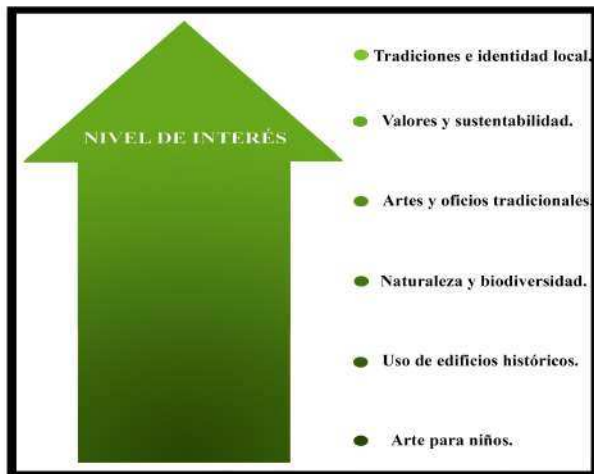 Tradiciones e identidad local.
Valores y sustentabilidad.
NIVEL DE INTERÉS
Artes y oficios tradicionales.
Naturaleza y biodiversidad.
Uso de edificios históricos.
Arte para niños.